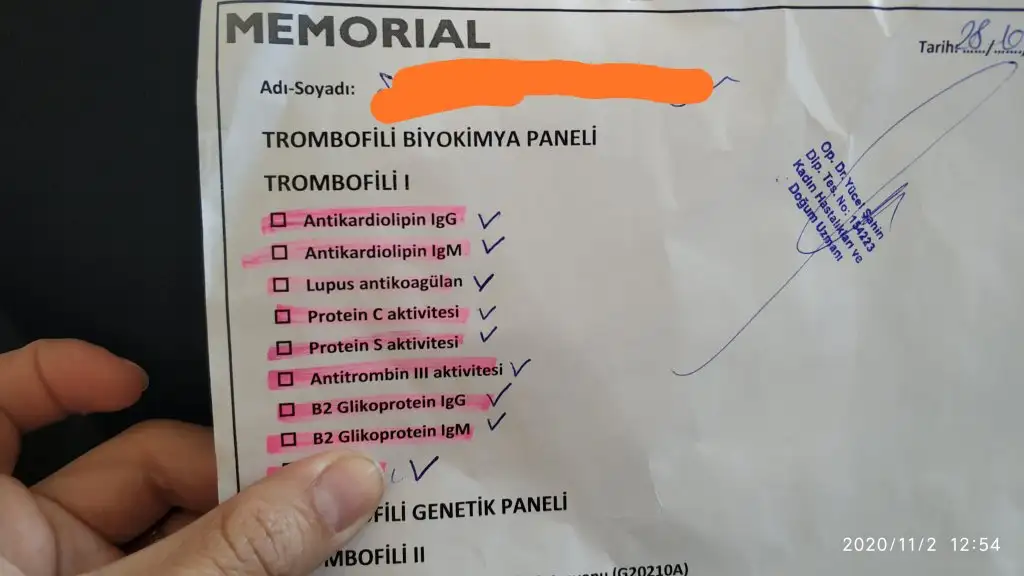 MEMORIAL
Tarih: 28/10/
Adı-Soyadı:
TROMBOFİLİ BİYOKİMYA PANELİ
TROMBOFİLİ I
Antikardiolipin IgG
Antikardiolipin IgM
Lupus antikoagülan
Protein C aktivitesi
Protein S aktivitesi
Antitrombin III aktivitesi
B2 Glikoprotein IgG
B2 Glikoprotein IgM
FİLİ GENETİK PANELİ
MBOFİLİ II
(G20210A)
Op. Dr. Yücel Şahin
Dip. Tes. No: 154223
Kadın Hastalıkları ve
Doğum Uzmanı
2020/11/2 12:54